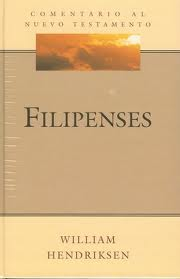 COMENTARIO AL
NUEVO TESTAMENTO
FILIPENSES
WILLIAM
HENDRIKSEN